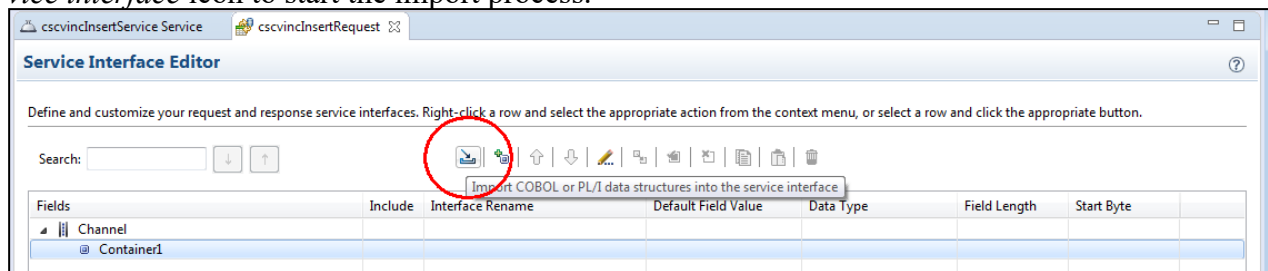 vice interface icon to start the import process.
cscvincInsertService Service cscvincInsertRequest
Service Interface Editor
Define and customize your request and response service interfaces. Right-click a row and select the appropriate action from the context menu, or select a row and click the appropriate button.
Search:
Import COBOL or PL/I data structures into the service interface
Fields Include Interface Rename Default Field Value Data Type Field Length Start Byte
Channel
Container1